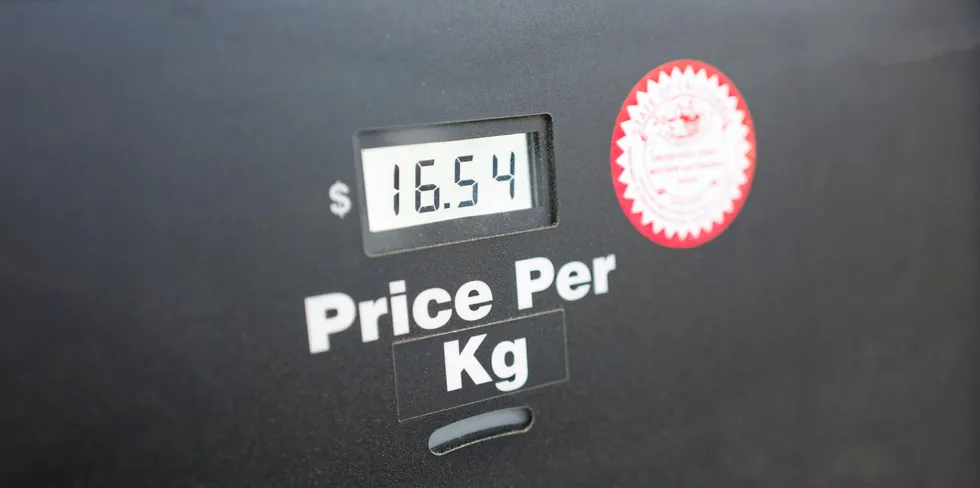 $ 16.54
Price Per
Kg